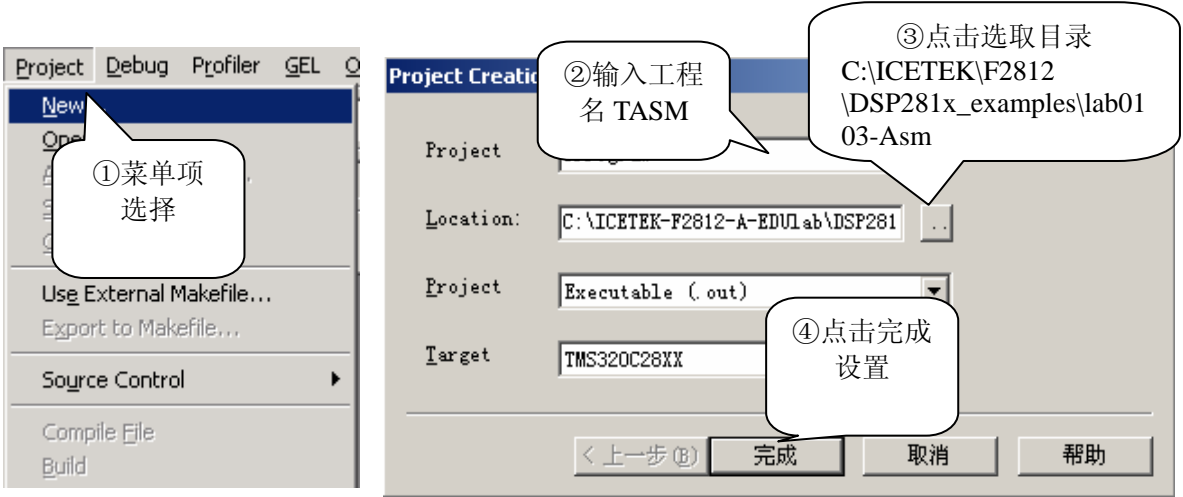 Project Debug Profiler GEL
New
①菜单项
选择
Use External Makefile...
Export to Makefile...
Source Control
Compile File
Build
Project Creatio
②输入工程
名 TASM
③点击选取目录
C:\ICETEK\F2812
\DSP281x_examples\lab01
03-Asm
Project
Location:
C:\ICETEK-F2812-A-EDULab\DSP281
..
Project
Executable (.out)
④点击完成
设置
Target
TMS320C28XX
< 上一步(B)
完成
取消
帮助